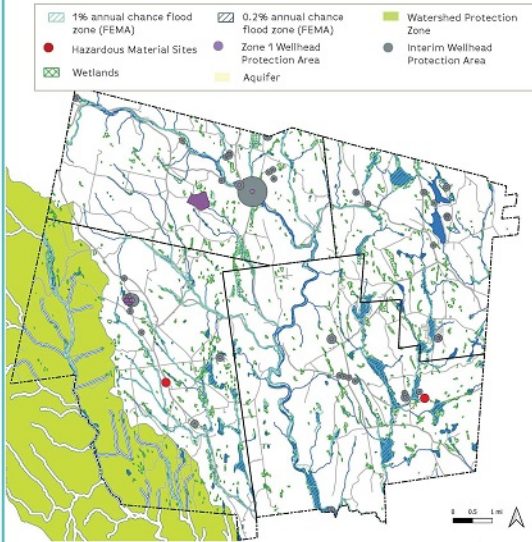 1% annual chance flood
zone (FEMA)
Hazardous Material Sites
Wetlands
0.2% annual chance
flood zone (FEMA)
Zone 1 Wellhead
Protection Area
Aquifer
Watershed Protection
Zone
Interim Wellhead
Protection Area
0 0.5 1 mi